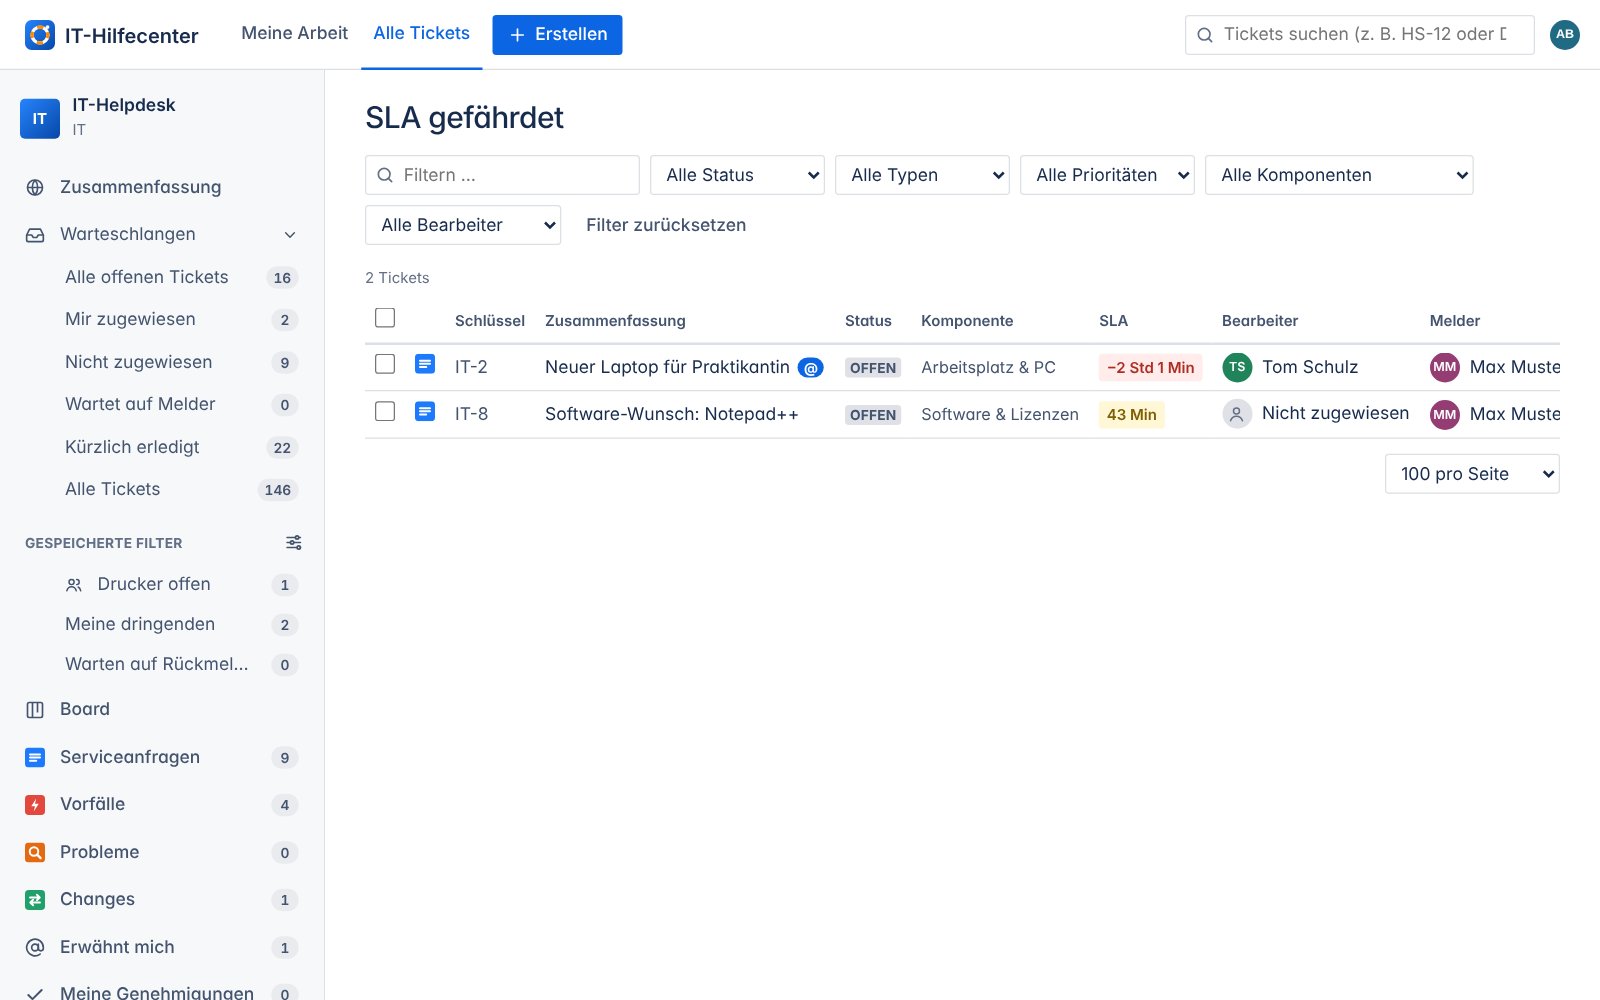 IT-Hilfecenter
Meine Arbeit
Alle Tickets
Erstellen
Tickets suchen (z. B. HS-12 oder D
AB
IT
IT-Helpdesk
IT
Zusammenfassung
Warteschlangen
Alle offenen Tickets 16
Mir zugewiesen 2
Nicht zugewiesen 9
Wartet auf Melder 0
Kürzlich erledigt 22
Alle Tickets 146
GESPEICHERTE FILTER
Drucker offen 1
Meine dringenden 2
Warten auf Rückmel... 0
Board
Serviceanfragen 9
Vorfälle 4
Probleme 0
Changes 1
Erwähnt mich 1
Meine Genehmigungen 0
SLA gefährdet
Filtern ...
Alle Status
Alle Typen
Alle Prioritäten
Alle Komponenten
Alle Bearbeiter
Filter zurücksetzen
2 Tickets
Schlüssel Zusammenfassung Status Komponente SLA Bearbeiter Melder
IT-2 Neuer Laptop für Praktikantin @ OFFEN Arbeitsplatz & PC −2 Std 1 Min TS Tom Schulz MM Max Muste
IT-8 Software-Wunsch: Notepad++ OFFEN Software & Lizenzen 43 Min Nicht zugewiesen MM Max Muste
100 pro Seite